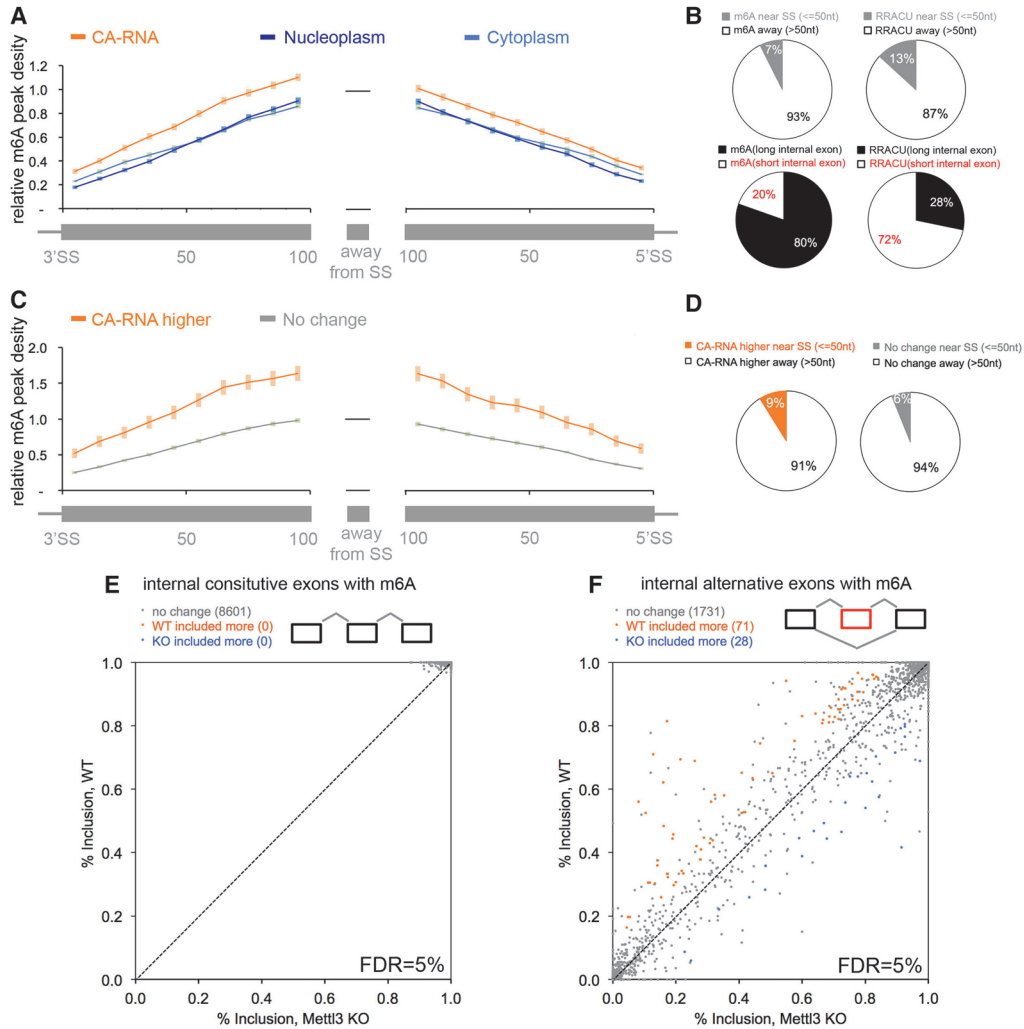 A
CA-RNA Nucleoplasm Cytoplasm
relative m6A peak desity
1.2
1.0
0.8
0.6
0.4
0.2
-
3'SS 50 100 away from SS 100 50 5'SS
B
m6A near SS (<=50nt)
m6A away (>50nt)
7%
93%
RRACU near SS (<=50nt)
RRACU away (>50nt)
13%
87%
m6A(long internal exon)
m6A(short internal exon)
20%
80%
RRACU(long internal exon)
RRACU(short internal exon)
28%
72%
C
CA-RNA higher No change
relative m6A peak desity
2.0
1.5
1.0
0.5
-
3'SS 50 100 away from SS 100 50 5'SS
D
CA-RNA higher near SS (<=50nt)
CA-RNA higher away (>50nt)
9%
91%
No change near SS (<=50nt)
No change away (>50nt)
6%
94%
E internal consitutive exons with m6A
no change (8601)
WT included more (0)
KO included more (0)
% Inclusion, WT
1.0
0.8
0.6
0.4
0.2
0.0
FDR=5%
0.0 0.2 0.4 0.6 0.8 1.0
% Inclusion, Mettl3 KO
F internal alternative exons with m6A
no change (1731)
WT included more (71)
KO included more (28)
% Inclusion, WT
1.0
0.8
0.6
0.4
0.2
0.0
FDR=5%
0.0 0.2 0.4 0.6 0.8 1.0
% Inclusion, Mettl3 KO